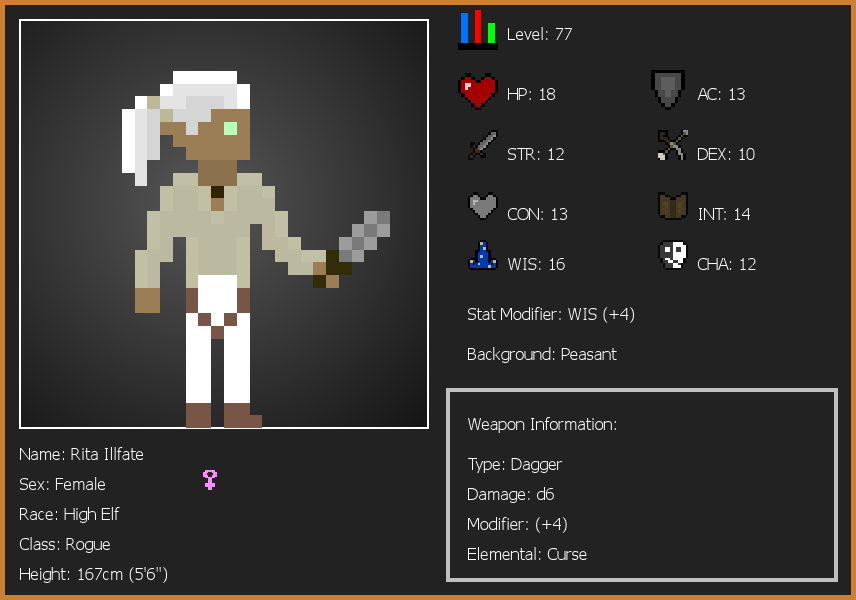 Level: 77
HP: 18
AC: 13
STR: 12
DEX: 10
CON: 13
INT: 14
WIS: 16
CHA: 12
Stat Modifier: WIS (+4)
Background: Peasant
Weapon Information:
Type: Dagger
Damage: d6
Modifier: (+4)
Elemental: Curse
Name: Rita Illfate
Sex: Female
Race: High Elf
Class: Rogue
Height: 167cm (5'6")